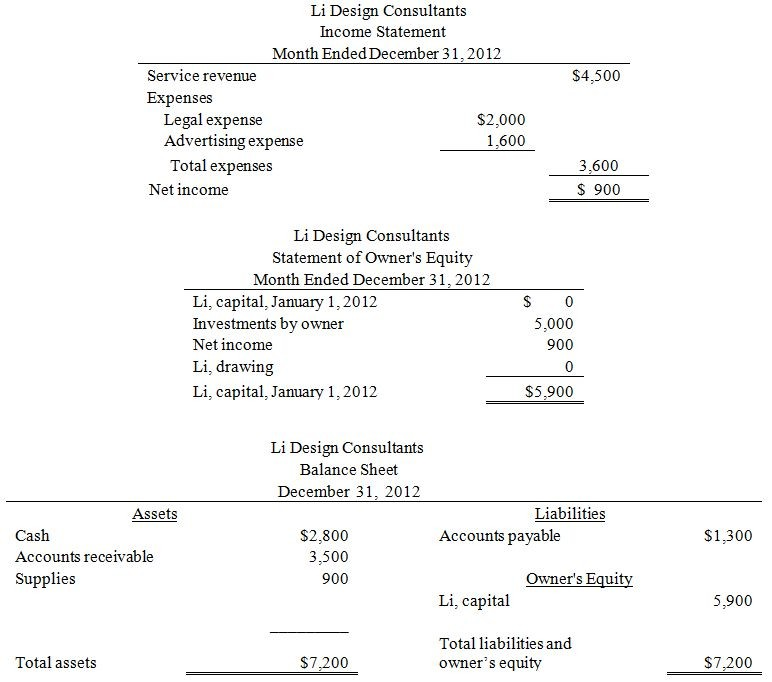 Li Design Consultants
Income Statement
Month Ended December 31, 2012
Service revenue $4,500
Expenses
Legal expense $2,000
Advertising expense 1,600
Total expenses 3,600
Net income $ 900
Li Design Consultants
Statement of Owner's Equity
Month Ended December 31, 2012
Li, capital, January 1, 2012 $ 0
Investments by owner 5,000
Net income 900
Li, drawing 0
Li, capital, January 1, 2012 $5,900
Li Design Consultants
Balance Sheet
December 31, 2012
Assets Liabilities
Cash $2,800 Accounts payable $1,300
Accounts receivable 3,500
Supplies 900 Owner's Equity
Li, capital 5,900
Total liabilities and
Total assets $7,200 owner’s equity $7,200